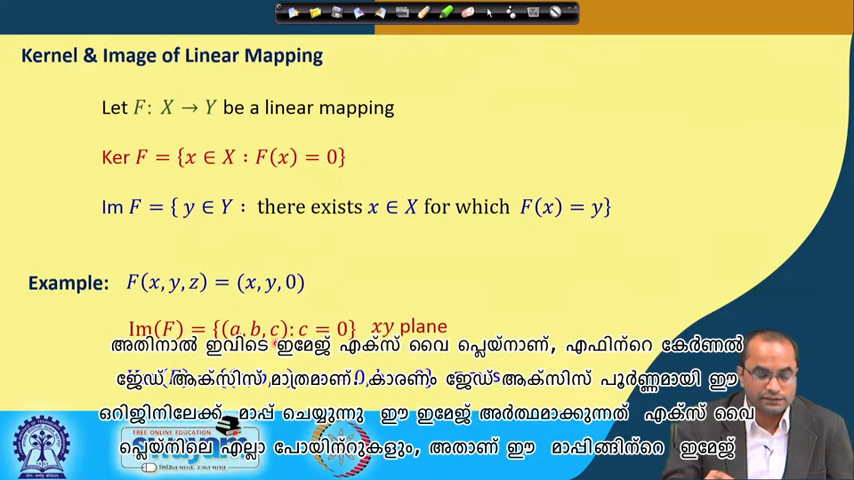 Kernel & Image of Linear Mapping
Let F: X → Y be a linear mapping
Ker F = {x ∈ X : F(x) = 0}
Im F = { y ∈ Y : there exists x ∈ X for which F(x) = y}
Example: F(x, y, z) = (x, y, 0)
Im(F) = {(a, b, c): c = 0} xy plane
അതിനാൽ ഇവിടെ ഇമേജ് എക്സ് വൈ പ്ലെയ്നാണ്, എഫിന്റെ കേർണൽ
ജേഡ് ആക്സിസ് മാത്രമാണ്. കാരണം ജേഡ് ആക്സിസ് പൂർണ്ണമായി ഈ
ഒറിജിനിലേക്ക് മാപ്പ് ചെയ്യുന്നു ഈ ഇമേജ് അർത്ഥമാക്കുന്നത് എക്സ് വൈ
പ്ലെയ്നിലെ എല്ലാ പോയിന്റുകളും, അതാണ് ഈ മാപ്പിങ്ങിന്റെ ഇമേജ്
FREE ONLINE EDUCATION
swayam